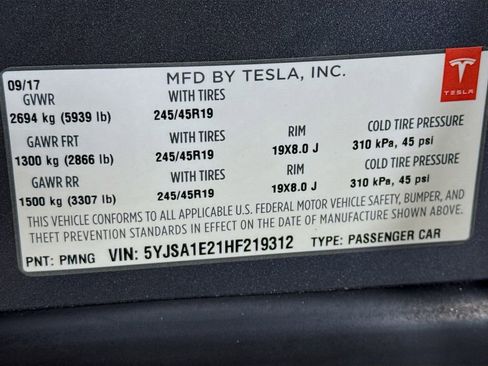 09/17
MFD BY TESLA, INC.
TESLA
GVWR WITH TIRES
2694 kg (5939 lb) 245/45R19
GAWR FRT WITH TIRES RIM COLD TIRE PRESSURE
1300 kg (2866 lb) 245/45R19 19X8.0 J 310 kPa, 45 psi
GAWR RR WITH TIRES RIM COLD TIRE PRESSURE
1500 kg (3307 lb) 245/45R19 19X8.0 J 310 kPa, 45 psi
THIS VEHICLE CONFORMS TO ALL APPLICABLE U.S. FEDERAL MOTOR VEHICLE SAFETY, BUMPER, AND
THEFT PREVENTION STANDARDS IN EFFECT ON THE DATE OF MANUFACTURE SHOWN ABOVE.
PNT: PMNG VIN: 5YJSA1E21HF219312 TYPE: PASSENGER CAR